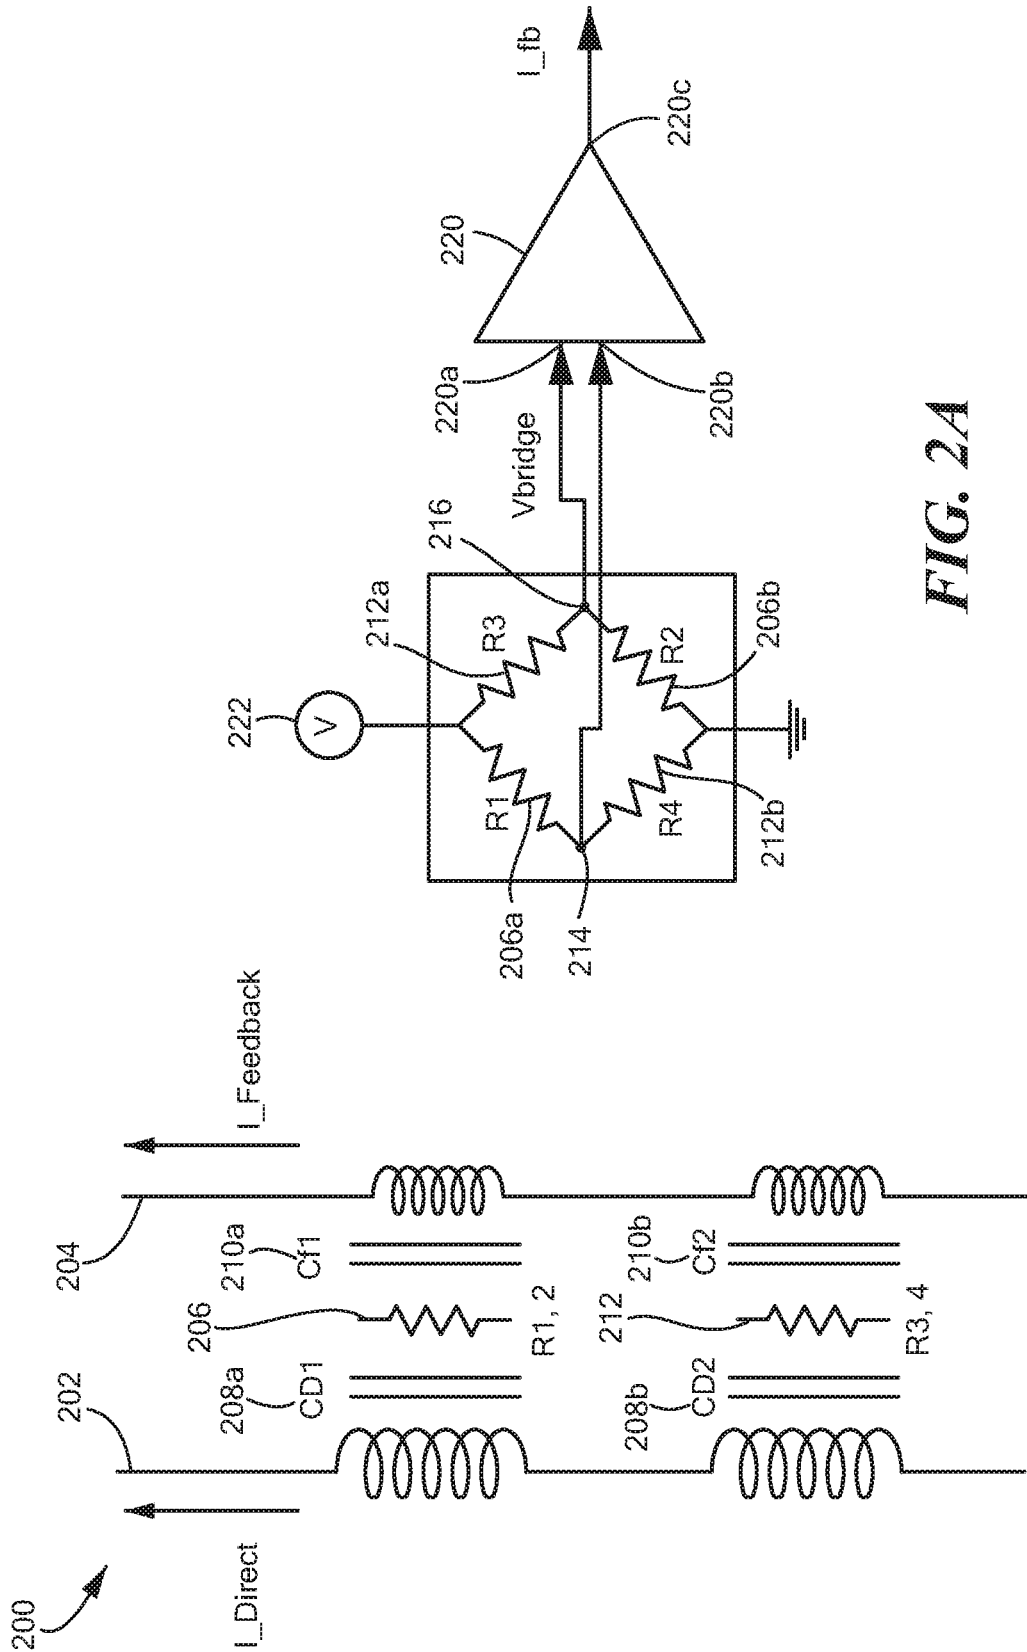 200
I_Direct
202
204
I_Feedback
208a
CD1
206
210a
Cf1
R1, 2
208b
CD2
212
210b
Cf2
R3, 4
222
V
206a
R1
212a
R3
216
214
R4
212b
R2
206b
Vbridge
220a
220b
220
220c
I_fb
FIG. 2A